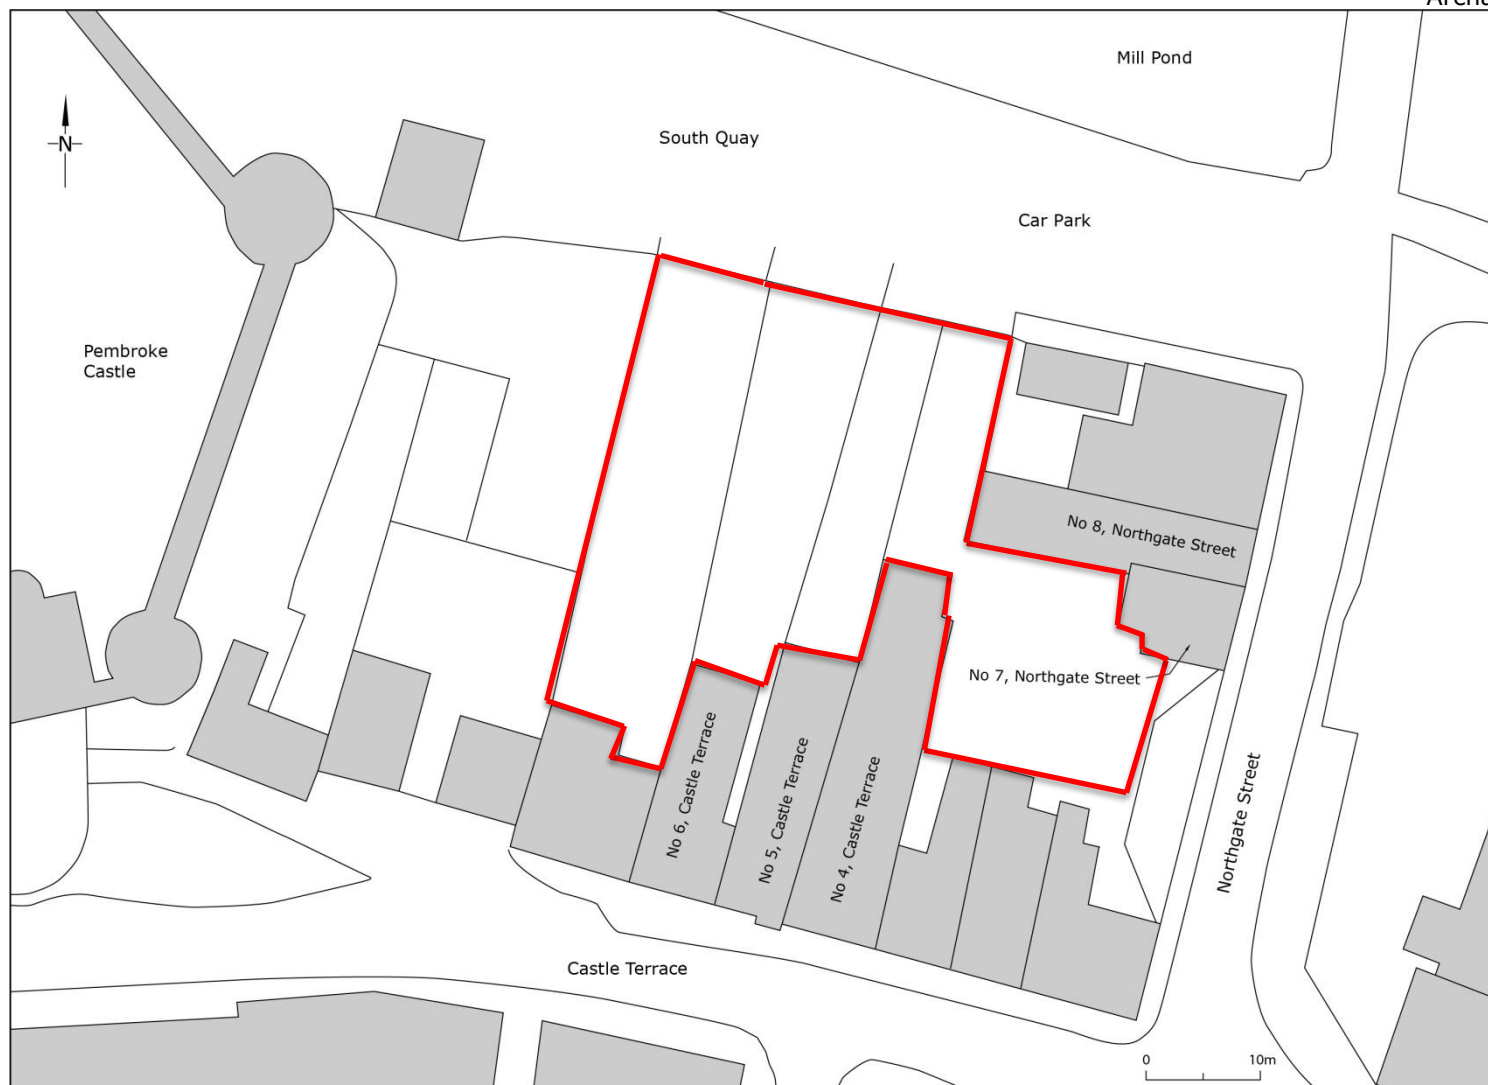 Mill Pond
N
South Quay
Car Park
Pembroke
Castle
No 8, Northgate Street
No 7, Northgate Street
No 6, Castle Terrace
No 5, Castle Terrace
No 4, Castle Terrace
Northgate Street
Castle Terrace
0 10m